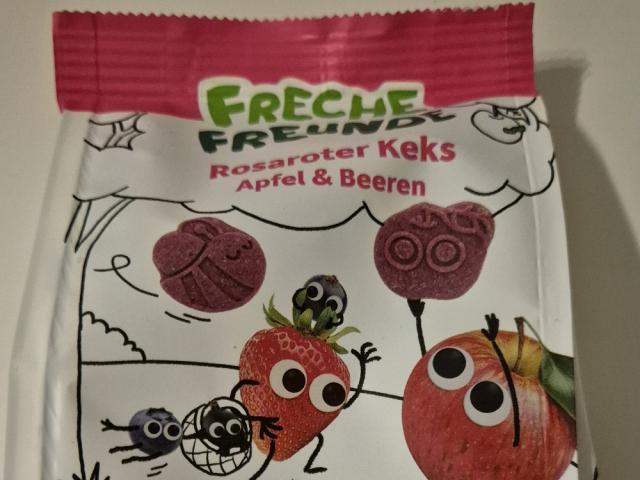 FRECHE
FREUNDE
Rosaroter Keks
Apfel & Beeren